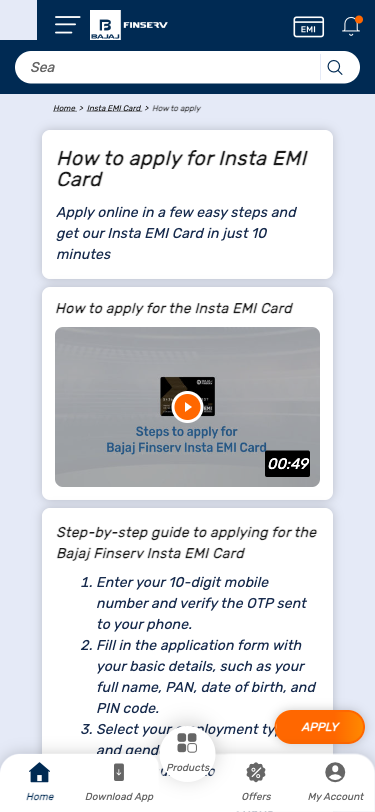 BAJAJ FINSERV
EMI
Sea
Home > Insta EMI Card > How to apply
How to apply for Insta EMI
Card
Apply online in a few easy steps and
get our Insta EMI Card in just 10
minutes
How to apply for the Insta EMI Card
Steps to apply for
Bajaj Finserv Insta EMI Card
00:49
Step-by-step guide to applying for the
Bajaj Finserv Insta EMI Card
1. Enter your 10-digit mobile
number and verify the OTP sent
to your phone.
2. Fill in the application form with
your basic details, such as your
full name, PAN, date of birth, and
PIN code.
3. Select your employment
APPLY
and
Products
Home
Download App
Offers
My Account